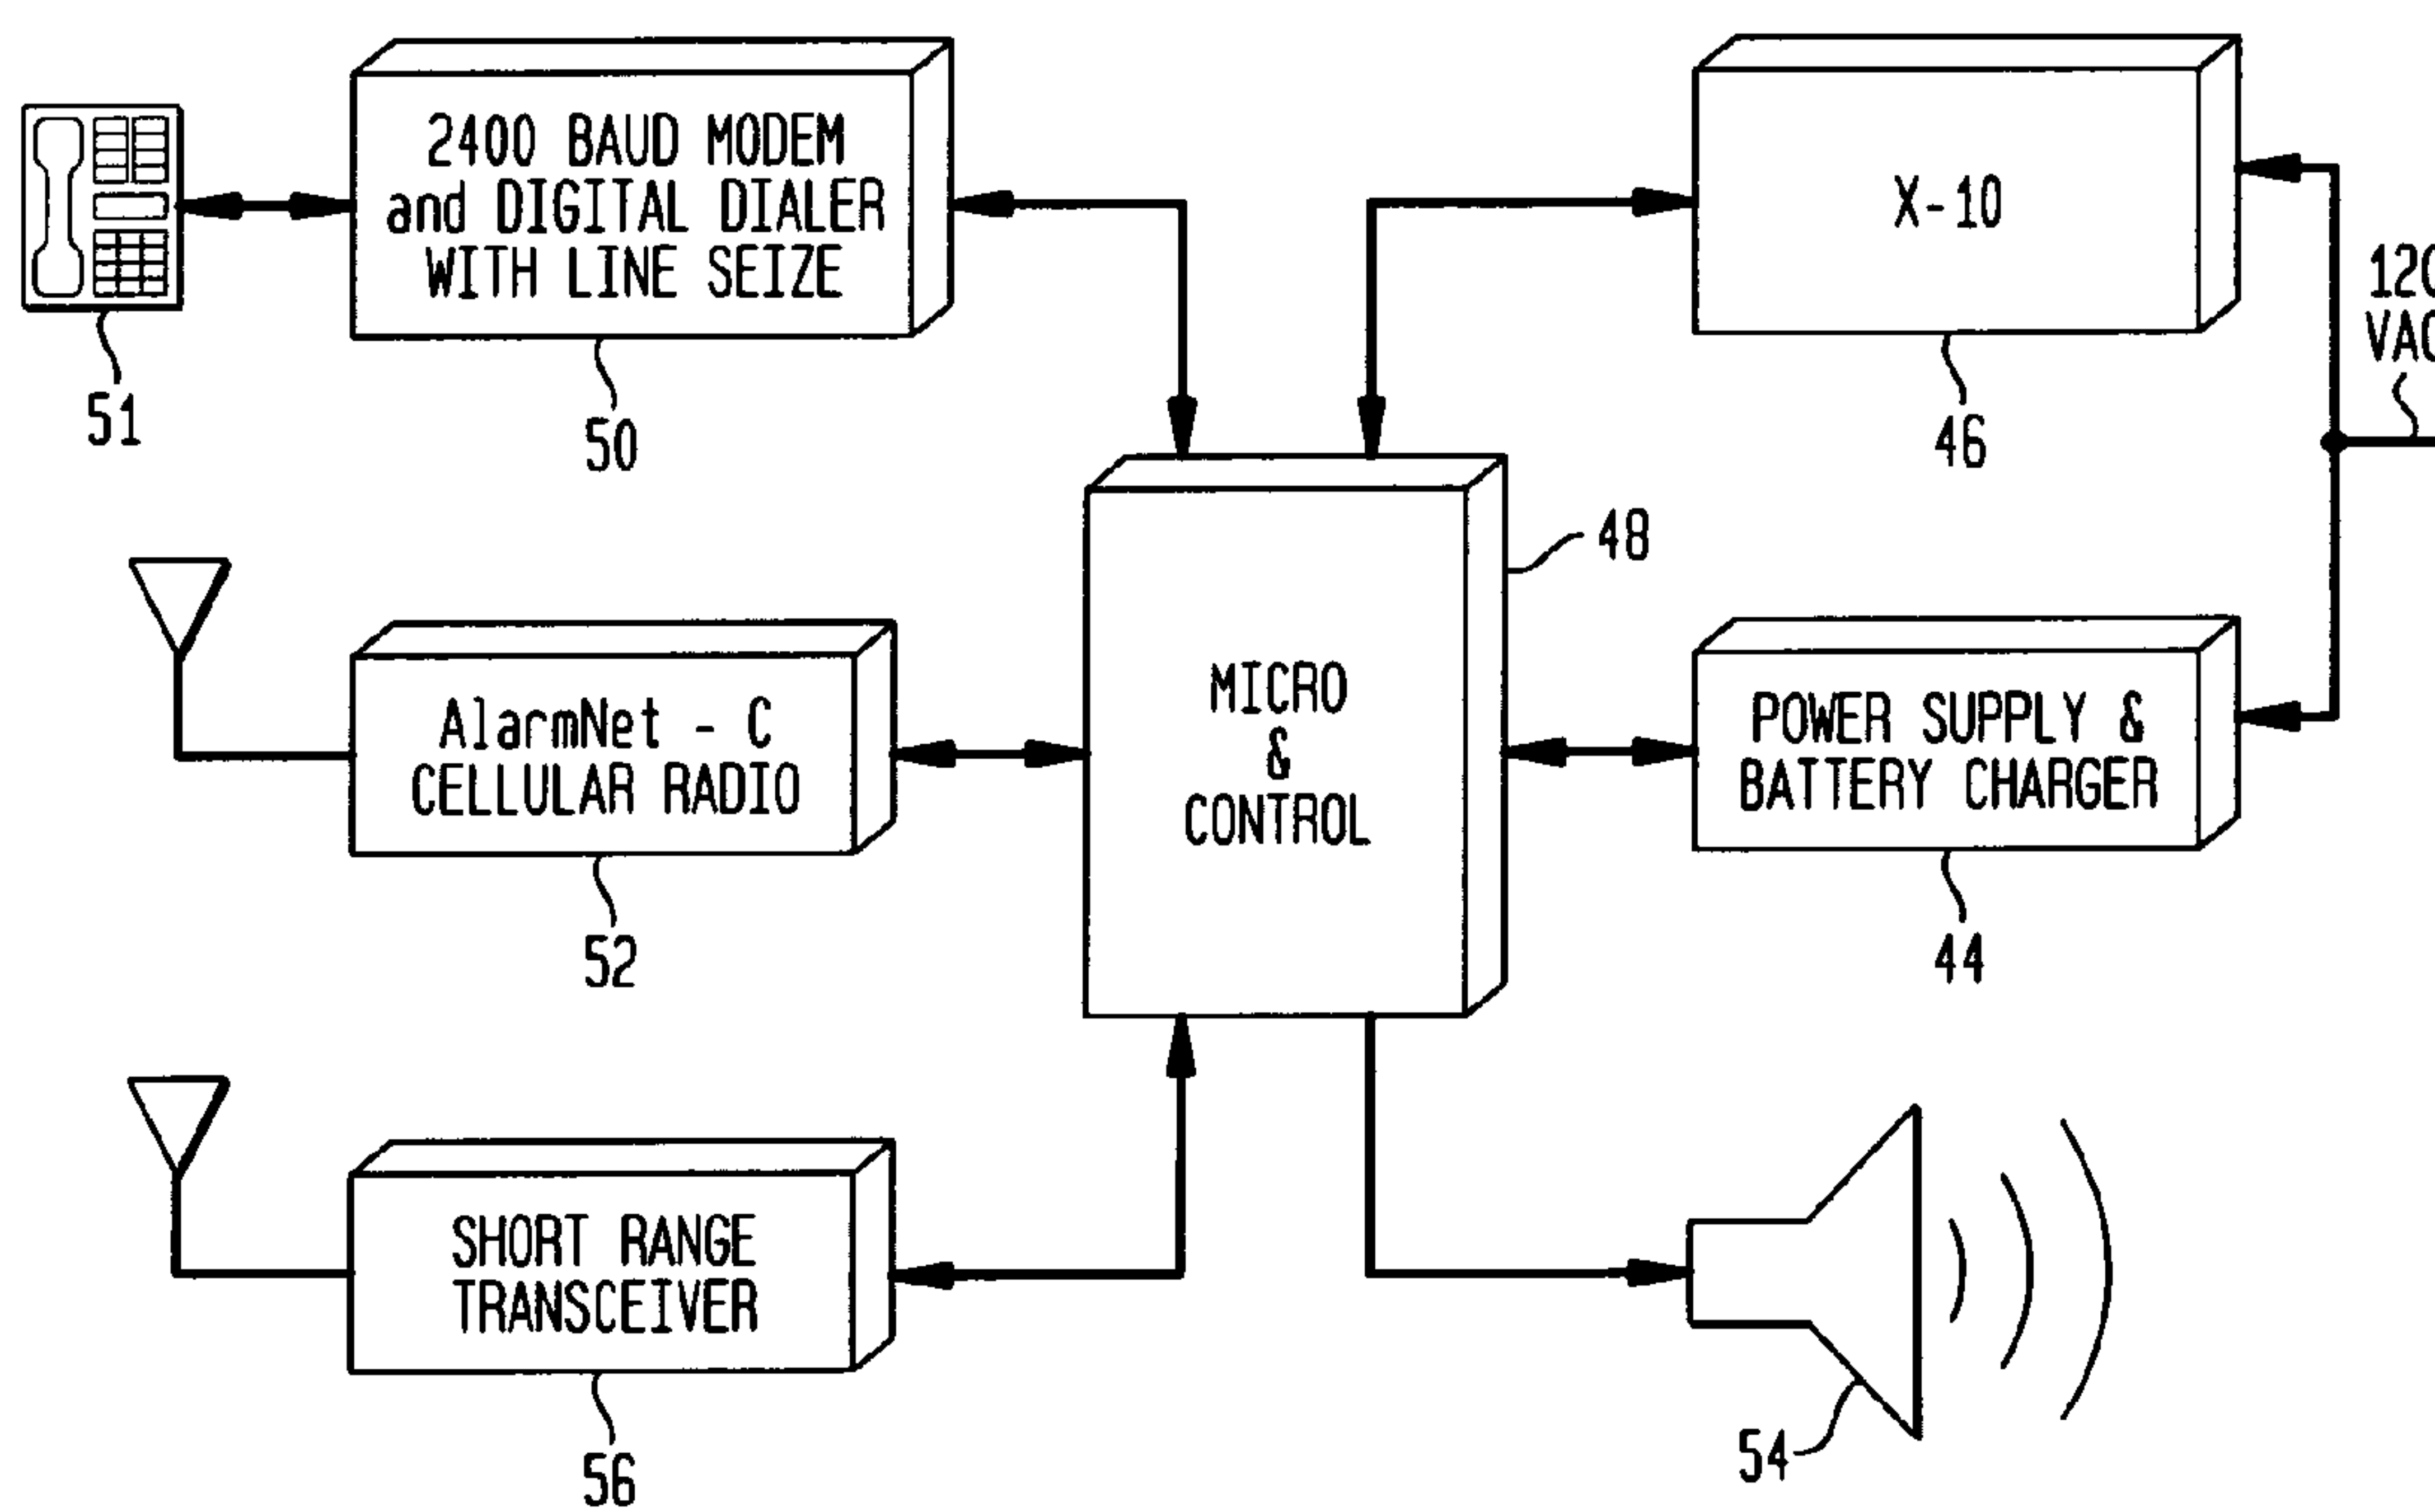 2400 BAUD MODEM
and DIGITAL DIALER
WITH LINE SEIZE
51
50
X-10
46
VAC
48
MICRO
&
CONTROL
AlarmNet - C
CELLULAR RADIO
52
POWER SUPPLY &
BATTERY CHARGER
44
SHORT RANGE
TRANSCEIVER
56
54